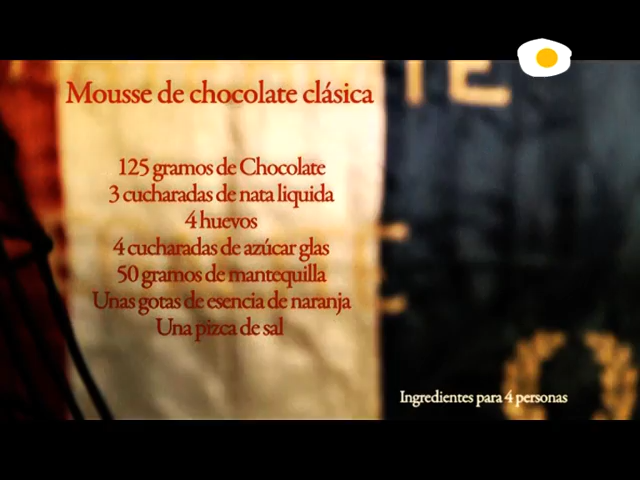 Mousse de chocolate clásica
125 gramos de Chocolate
3 cucharadas de nata liquida
4 huevos
4 cucharadas de azúcar glas
50 gramos de mantequilla
Unas gotas de esencia de naranja
Una pizca de sal
Ingredientes para 4 personas